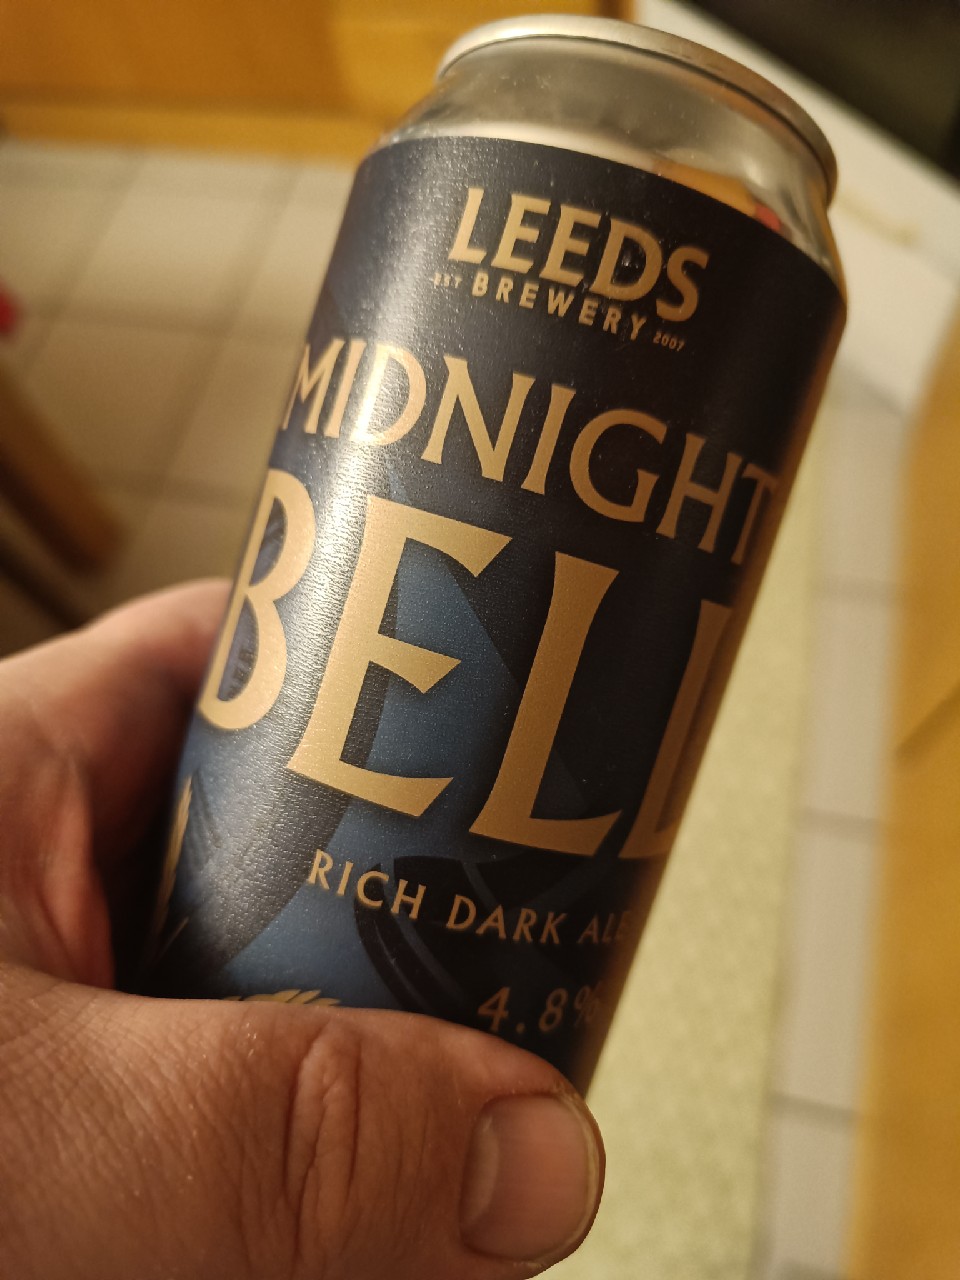 LEEDS
EST BREWERY 2007
MIDNIGHT
BELL
RICH DARK ALE
4.8%